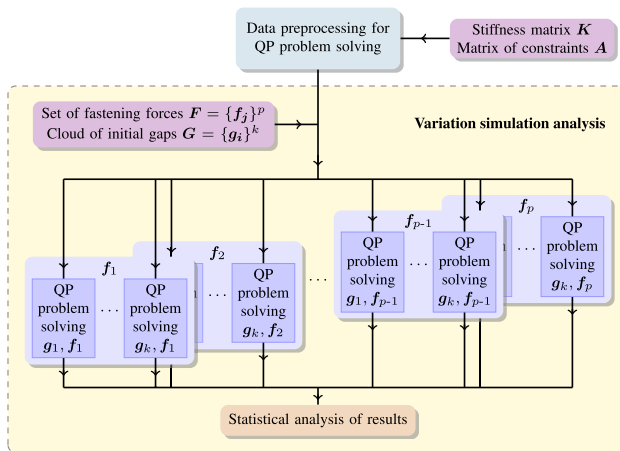 Data preprocessing for
QP problem solving
Stiffness matrix K
Matrix of constraints A
Set of fastening forces F = {f_j}^p
Cloud of initial gaps G = {g_i}^k
Variation simulation analysis
f_1
QP
problem
solving
g_1, f_1
...
QP
problem
solving
g_k, f_1
f_2
...
QP
problem
solving
g_k, f_2
...
f_{p-1}
QP
problem
solving
g_1, f_{p-1}
...
QP
problem
solving
g_k, f_{p-1}
f_p
...
QP
problem
solving
g_k, f_p
Statistical analysis of results